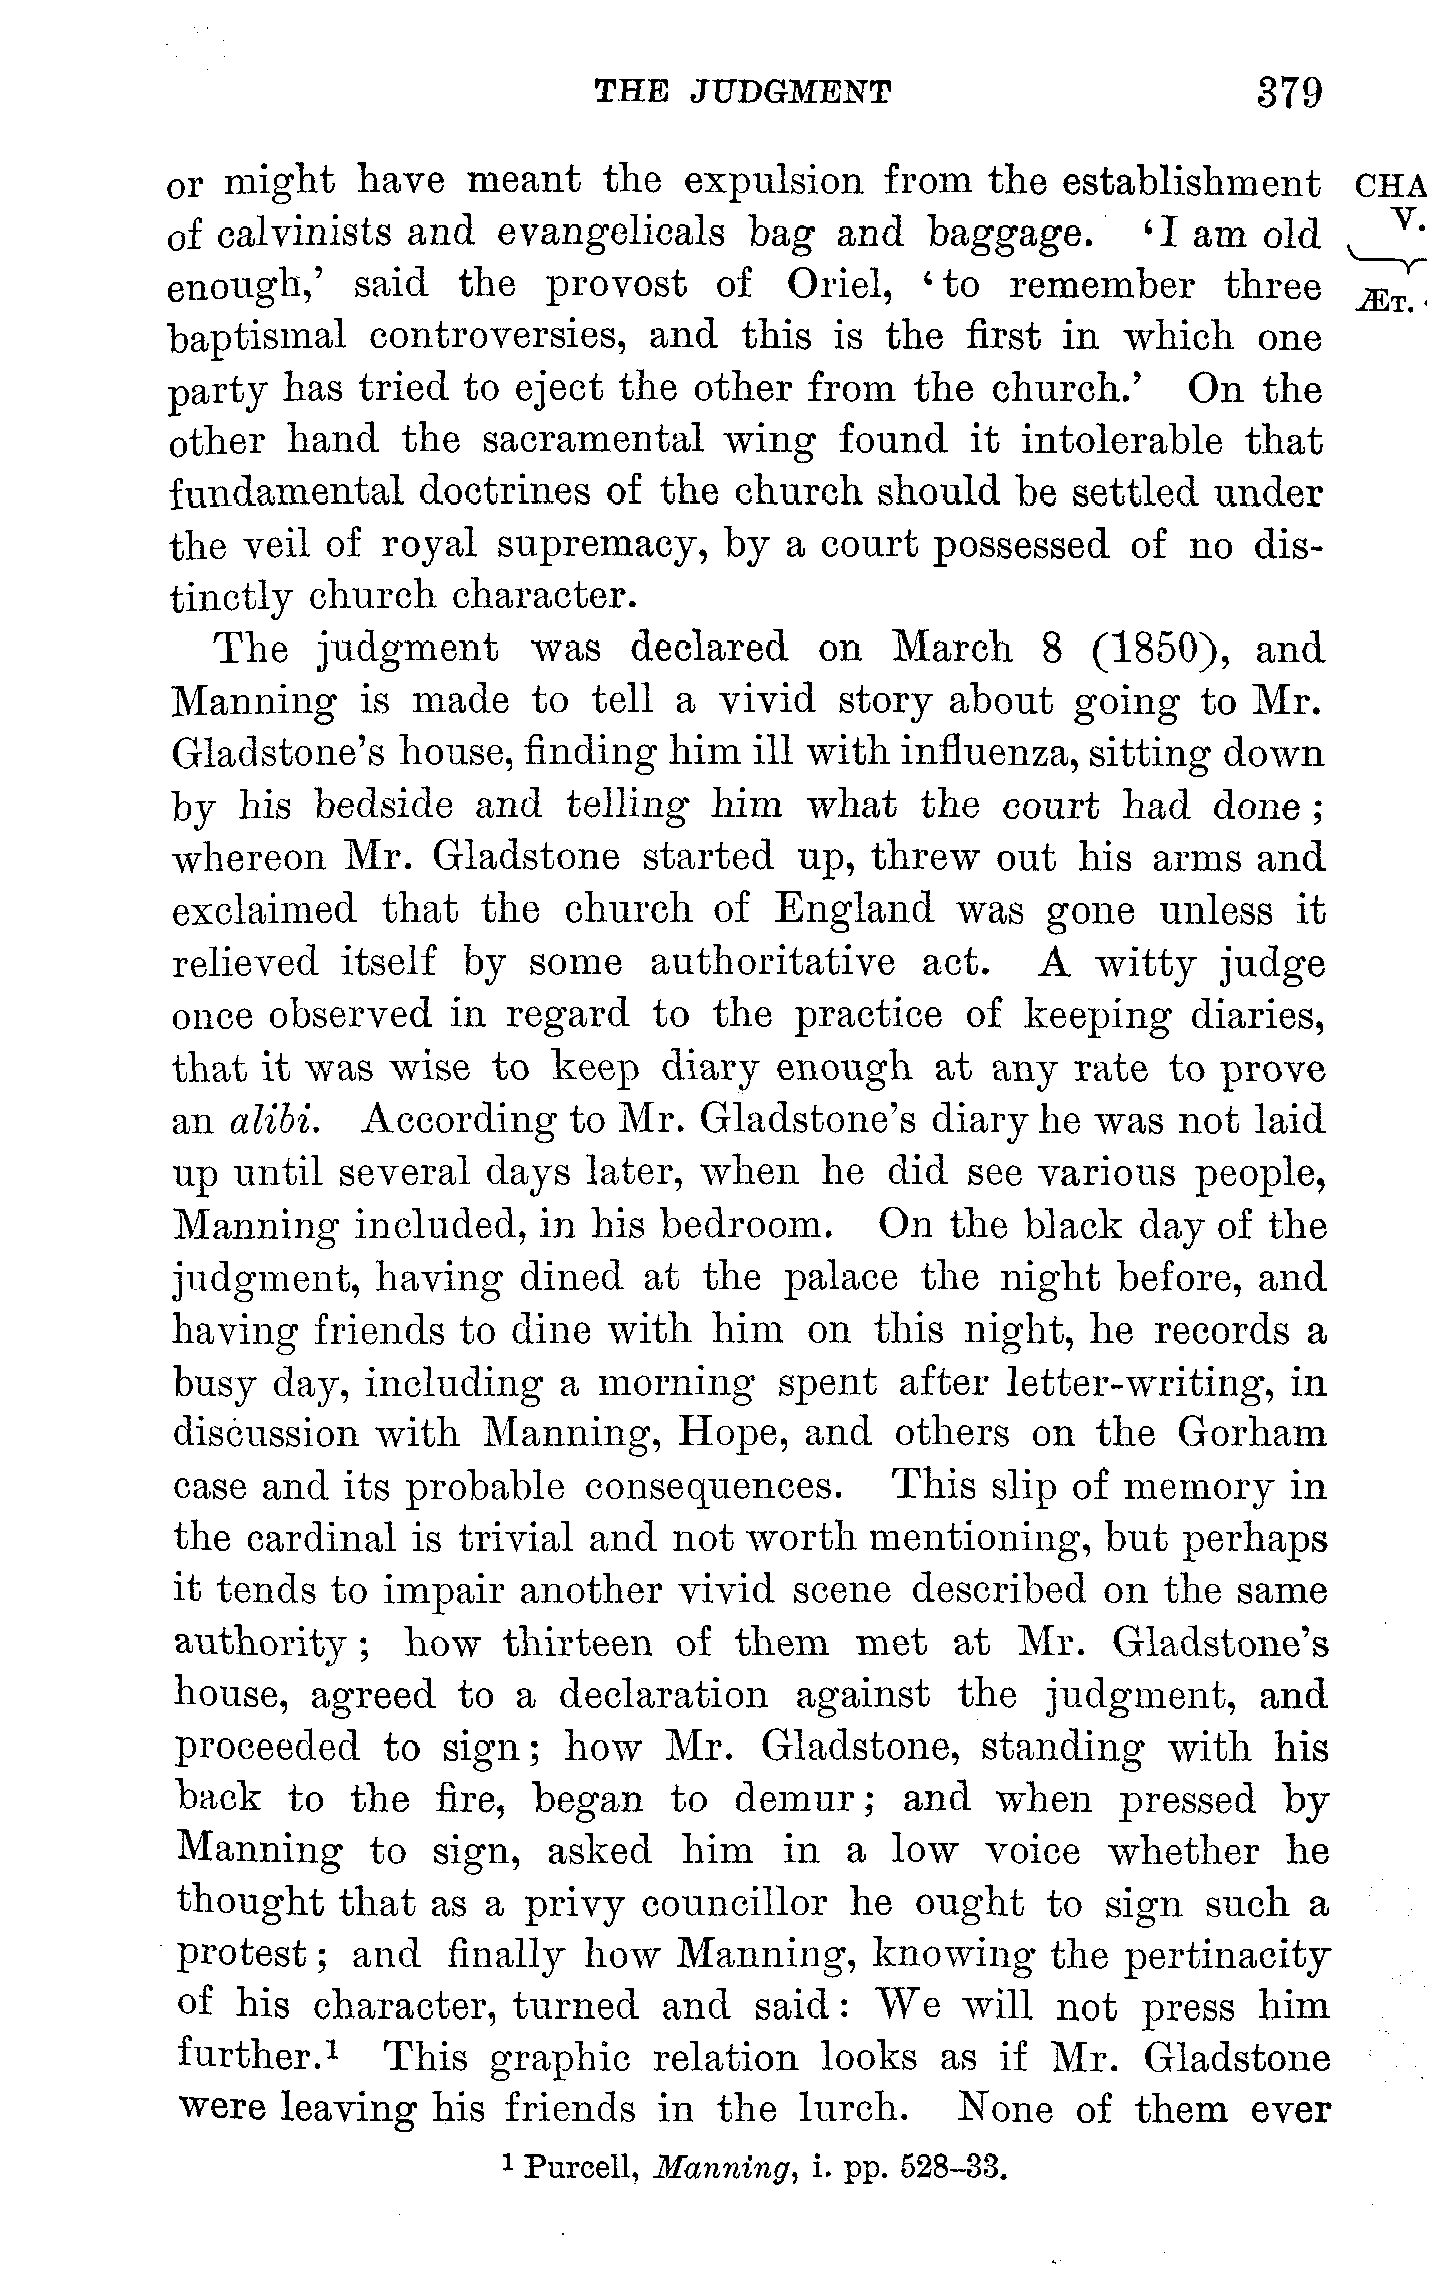 THE JUDGMENT 379
or might have meant the expulsion from the establishment CHA
of calvinists and evangelicals bag and baggage. ‘I am old V.
enough,’ said the provost of Oriel, ‘to remember three ÆT.
baptismal controversies, and this is the first in which one
party has tried to eject the other from the church.’ On the
other hand the sacramental wing found it intolerable that
fundamental doctrines of the church should be settled under
the veil of royal supremacy, by a court possessed of no dis-
tinctly church character.
The judgment was declared on March 8 (1850), and
Manning is made to tell a vivid story about going to Mr.
Gladstone’s house, finding him ill with influenza, sitting down
by his bedside and telling him what the court had done;
whereon Mr. Gladstone started up, threw out his arms and
exclaimed that the church of England was gone unless it
relieved itself by some authoritative act. A witty judge
once observed in regard to the practice of keeping diaries,
that it was wise to keep diary enough at any rate to prove
an alibi. According to Mr. Gladstone’s diary he was not laid
up until several days later, when he did see various people,
Manning included, in his bedroom. On the black day of the
judgment, having dined at the palace the night before, and
having friends to dine with him on this night, he records a
busy day, including a morning spent after letter-writing, in
discussion with Manning, Hope, and others on the Gorham
case and its probable consequences. This slip of memory in
the cardinal is trivial and not worth mentioning, but perhaps
it tends to impair another vivid scene described on the same
authority; how thirteen of them met at Mr. Gladstone’s
house, agreed to a declaration against the judgment, and
proceeded to sign; how Mr. Gladstone, standing with his
back to the fire, began to demur; and when pressed by
Manning to sign, asked him in a low voice whether he
thought that as a privy councillor he ought to sign such a
protest; and finally how Manning, knowing the pertinacity
of his character, turned and said: We will not press him
further.¹ This graphic relation looks as if Mr. Gladstone
were leaving his friends in the lurch. None of them ever
¹ Purcell, Manning, i. pp. 528–33.